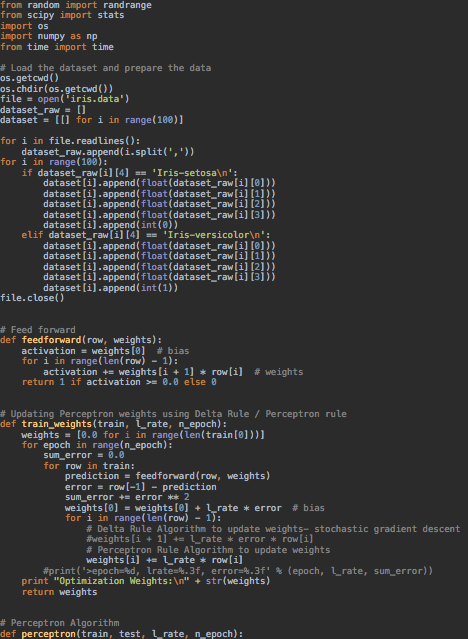 from random import randrange
from scipy import stats
import os
import numpy as np
from time import time

# Load the dataset and prepare the data
os.getcwd()
os.chdir(os.getcwd())
file = open('iris.data')
dataset_raw = []
dataset = [[] for i in range(100)]

for i in file.readlines():
    dataset_raw.append(i.split(','))
for i in range(100):
    if dataset_raw[i][4] == 'Iris-setosa\n':
        dataset[i].append(float(dataset_raw[i][0]))
        dataset[i].append(float(dataset_raw[i][1]))
        dataset[i].append(float(dataset_raw[i][2]))
        dataset[i].append(float(dataset_raw[i][3]))
        dataset[i].append(int(0))
    elif dataset_raw[i][4] == 'Iris-versicolor\n':
        dataset[i].append(float(dataset_raw[i][0]))
        dataset[i].append(float(dataset_raw[i][1]))
        dataset[i].append(float(dataset_raw[i][2]))
        dataset[i].append(float(dataset_raw[i][3]))
        dataset[i].append(int(1))
file.close()


# Feed forward
def feedforward(row, weights):
    activation = weights[0]  # bias
    for i in range(len(row) - 1):
        activation += weights[i + 1] * row[i]  # weights
    return 1 if activation >= 0.0 else 0


# Updating Perceptron weights using Delta Rule / Perceptron rule
def train_weights(train, l_rate, n_epoch):
    weights = [0.0 for i in range(len(train[0]))]
    for epoch in range(n_epoch):
        sum_error = 0.0
        for row in train:
            prediction = feedforward(row, weights)
            error = row[-1] - prediction
            sum_error += error ** 2
            weights[0] = weights[0] + l_rate * error  # bias
            for i in range(len(row) - 1):
                # Delta Rule Algorithm to update weights- stochastic gradient descent
                #weights[i + 1] += l_rate * error * row[i]
                # Perceptron Rule Algorithm to update weights
                weights[i] += l_rate * row[i]
        #print('>epoch=%d, lrate=%.3f, error=%.3f' % (epoch, l_rate, sum_error))
    print "Optimization Weights:\n" + str(weights)
    return weights


# Perceptron Algorithm
def perceptron(train, test, l_rate, n_epoch):